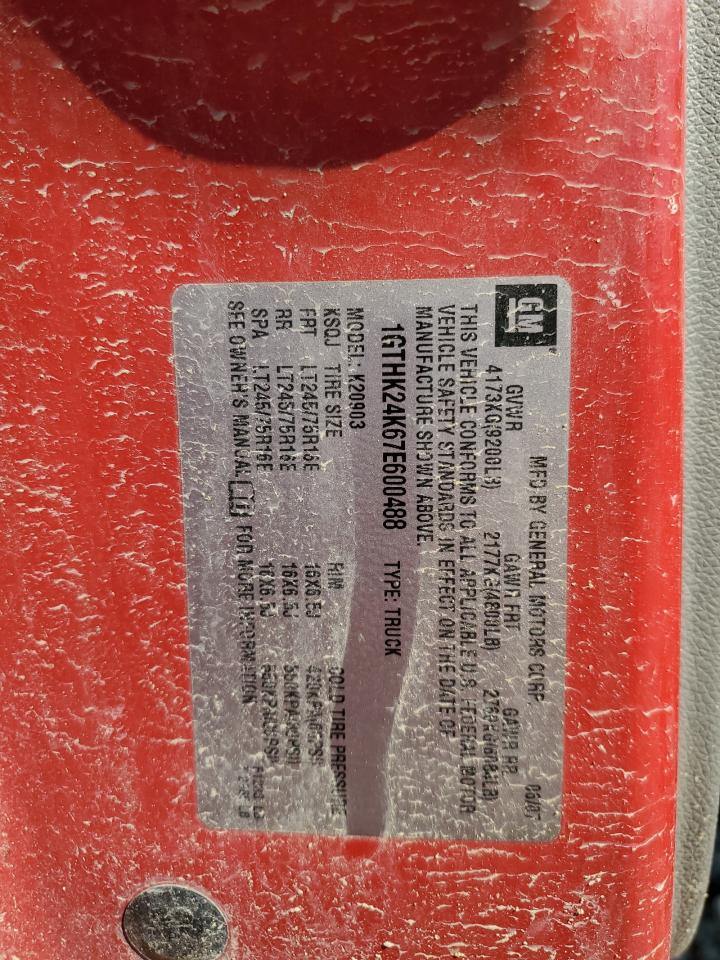 GM
MFD BY GENERAL MOTORS CORP.
GVWR GAWR FRT GAWR RR
4173KG(9200LB) 2177KG(4800LB)
THIS VEHICLE CONFORMS TO ALL APPLICABLE U.S. FEDERAL MOTOR
VEHICLE SAFETY STANDARDS IN EFFECT ON THE DATE OF
MANUFACTURE SHOWN ABOVE.
1GTHK24K67E600488 TYPE: TRUCK
MODEL: K20903
TIRE SIZE RIM COLD TIRE PRESSURE
FRT LT245/75R16E 16X6.5J
RR LT245/75R16E 16X6.5J
SPA LT245/75R16E 16X6.5J
SEE OWNER'S MANUAL FOR MORE INFORMATION